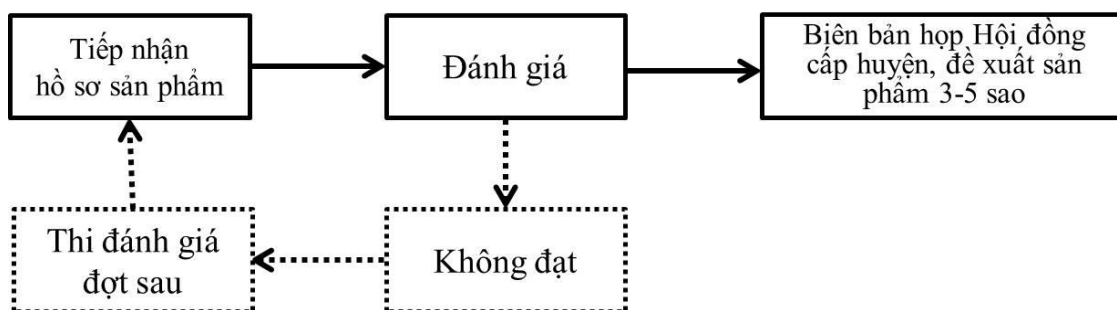 Tiếp nhận
hồ sơ sản phẩm
Đánh giá
Biên bản họp Hội đồng
cấp huyện, đề xuất sản
phẩm 3-5 sao
Thi đánh giá
đợt sau
Không đạt